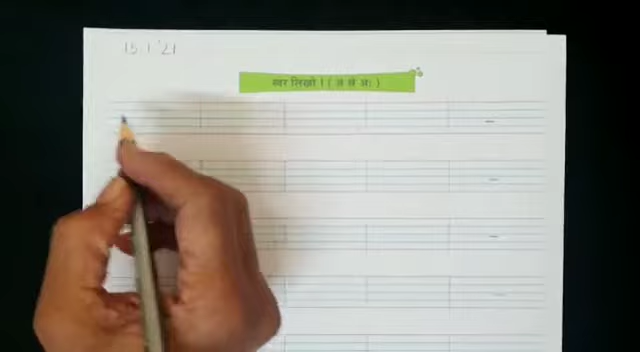 15.1.'21
स्वर लिखो । ( अ से अः )